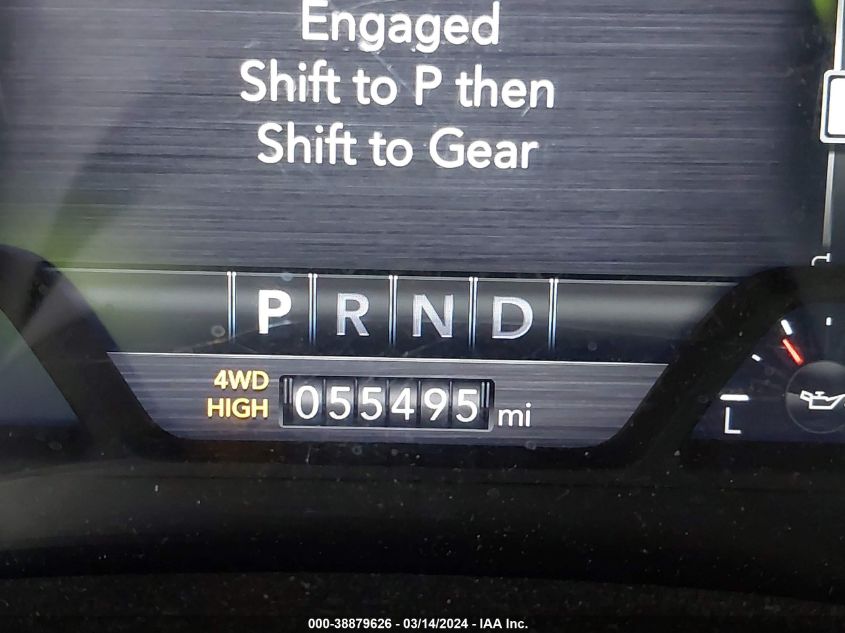 Engaged
Shift to P then
Shift to Gear
P R N D
4WD
HIGH
055495 mi
L
000-38879626 - 03/14/2024 - IAA Inc.